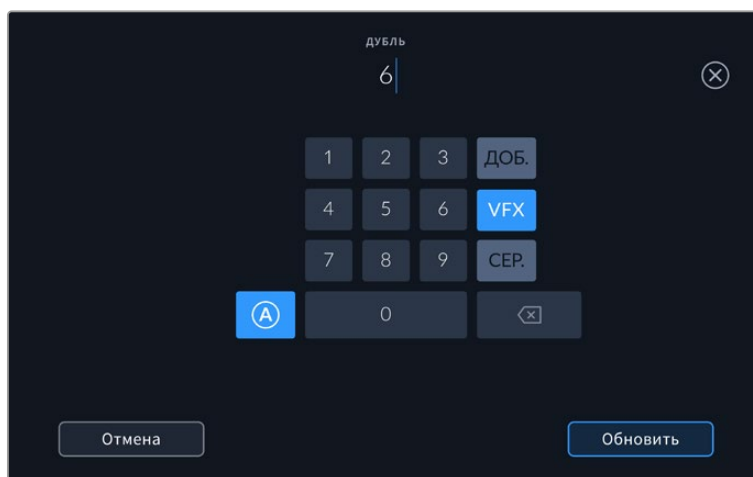 ДУБЛЬ
6
1 2 3 ДОБ.
4 5 6 VFX
7 8 9 СЕР.
A 0
Отмена Обновить